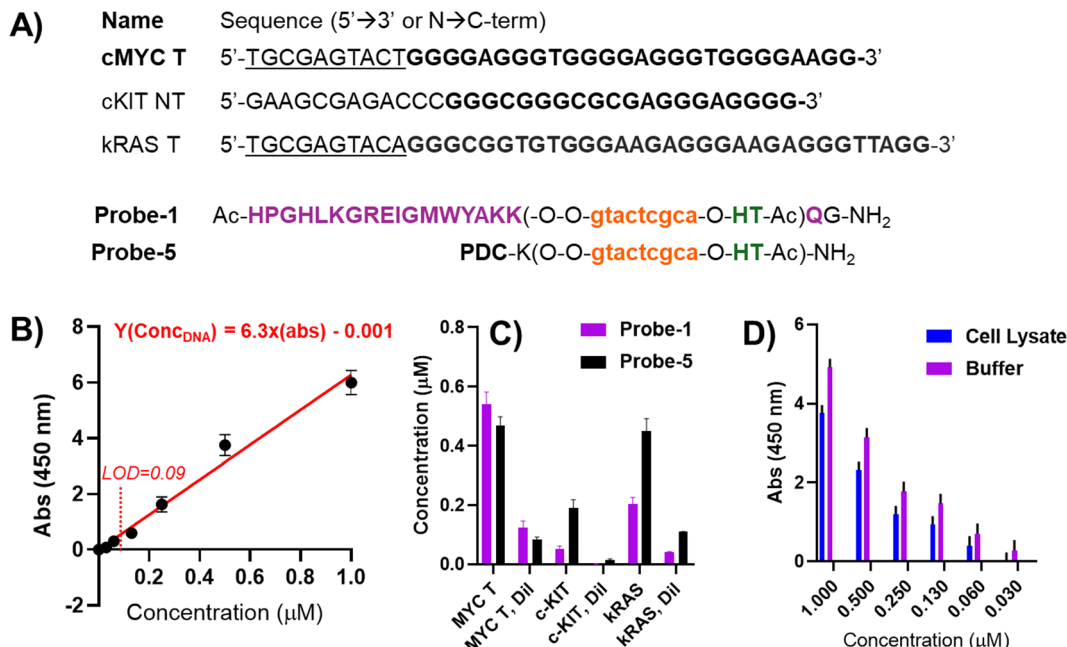 A)
Name Sequence (5'→3' or N→C-term)
cMYC T 5'-TGCGAGTACTGGGGAGGGTGGGGAGGGTGGGGAAGG-3'
cKIT NT 5'-GAAGCGAGACCCGGGCGGGCGCGAGGGAGGGG-3'
kRAS T 5'-TGCGAGTACAGGGCGGTGTGGGAAGAGGGAAGAGGGTTAGG-3'
Probe-1 Ac-HPGHLKGREIGMWYAKK(-O-O-gtactcgca-O-HT-Ac)QG-NH2
Probe-5 PDC-K(O-O-gtactcgca-O-HT-Ac)-NH2
B)
Y(ConcDNA) = 6.3x(abs) - 0.001
8
6
4
2
0
-2
Abs (450 nm)
LOD=0.09
0.2 0.4 0.6 0.8 1.0
Concentration (μM)
C)
Probe-1
Probe-5
0.8
0.6
0.4
0.2
0.0
Concentration (μM)
MYC T
MYC T, Dil
c-KIT
c-KIT, Dil
kRAS
kRAS, Dil
D)
Cell Lysate
Buffer
6
4
2
0
Abs (450 nm)
1.000
0.500
0.250
0.130
0.060
0.030
Concentration (μM)